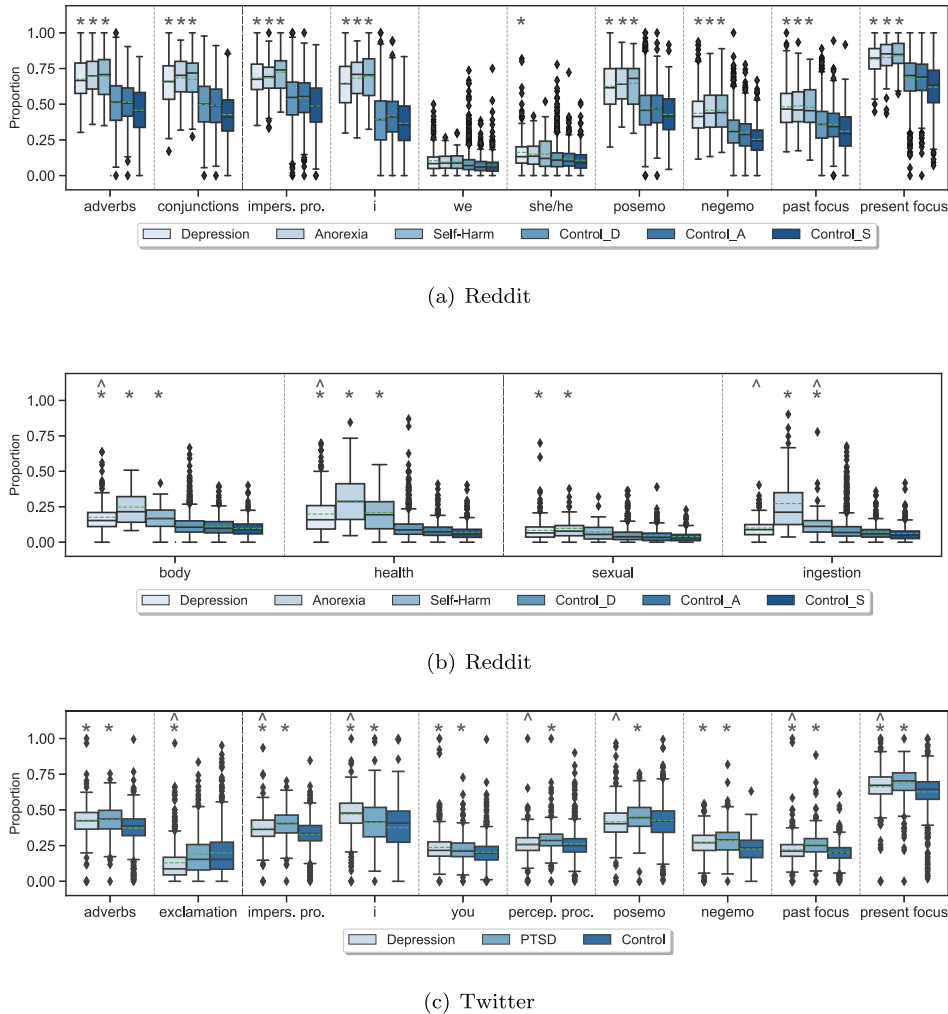 * * * * * * * * * * * * * * * * * * * * * * * * * *
1.00
0.75
0.50
0.25
0.00
Proportion
adverbs conjunctions impers. pro. i we she/he posemo negemo past focus present focus
Depression Anorexia Self-Harm Control_D Control_A Control_S
(a) Reddit
^ ^ ^ ^
* * * * * * * * * *
1.00
0.75
0.50
0.25
0.00
Proportion
body health sexual ingestion
Depression Anorexia Self-Harm Control_D Control_A Control_S
(b) Reddit
^ ^ ^ ^ ^ ^ ^
* * * * * * * * * * * * * * * * *
1.00
0.75
0.50
0.25
0.00
Proportion
adverbs exclamation impers. pro. i you percep. proc. posemo negemo past focus present focus
Depression PTSD Control
(c) Twitter